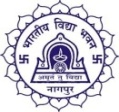 भारतीय विद्या भवन
अमृतं तु विद्या
नागपुर